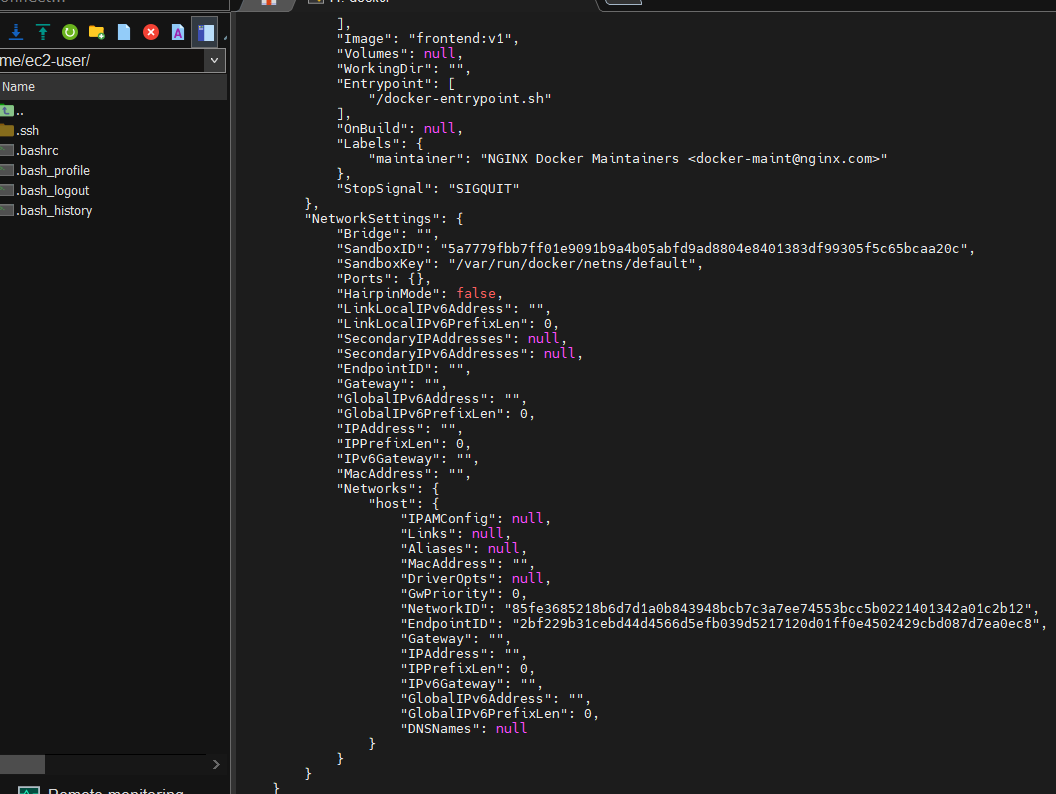 me/ec2-user/
Name
..
.ssh
.bashrc
.bash_profile
.bash_logout
.bash_history
],
"Image": "frontend:v1",
"Volumes": null,
"WorkingDir": "",
"Entrypoint": [
"/docker-entrypoint.sh"
],
"OnBuild": null,
"Labels": {
"maintainer": "NGINX Docker Maintainers <docker-maint@nginx.com>"
},
"StopSignal": "SIGQUIT"
},
"NetworkSettings": {
"Bridge": "",
"SandboxID": "5a7779fbb7ff01e9091b9a4b05abfd9ad8804e8401383df99305f5c65bcaa20c",
"SandboxKey": "/var/run/docker/netns/default",
"Ports": {},
"HairpinMode": false,
"LinkLocalIPv6Address": "",
"LinkLocalIPv6PrefixLen": 0,
"SecondaryIPAddresses": null,
"SecondaryIPv6Addresses": null,
"EndpointID": "",
"Gateway": "",
"GlobalIPv6Address": "",
"GlobalIPv6PrefixLen": 0,
"IPAddress": "",
"IPPrefixLen": 0,
"IPv6Gateway": "",
"MacAddress": "",
"Networks": {
"host": {
"IPAMConfig": null,
"Links": null,
"Aliases": null,
"MacAddress": "",
"DriverOpts": null,
"GwPriority": 0,
"NetworkID": "85fe3685218b6d7d1a0b843948bcb7c3a7ee74553bcc5b0221401342a01c2b12",
"EndpointID": "2bf229b31cebd44d4566d5efb039d5217120d01ff0e4502429cbd087d7ea0ec8",
"Gateway": "",
"IPAddress": "",
"IPPrefixLen": 0,
"IPv6Gateway": "",
"GlobalIPv6Address": "",
"GlobalIPv6PrefixLen": 0,
"DNSNames": null
}
}
}
}
Remote monitoring